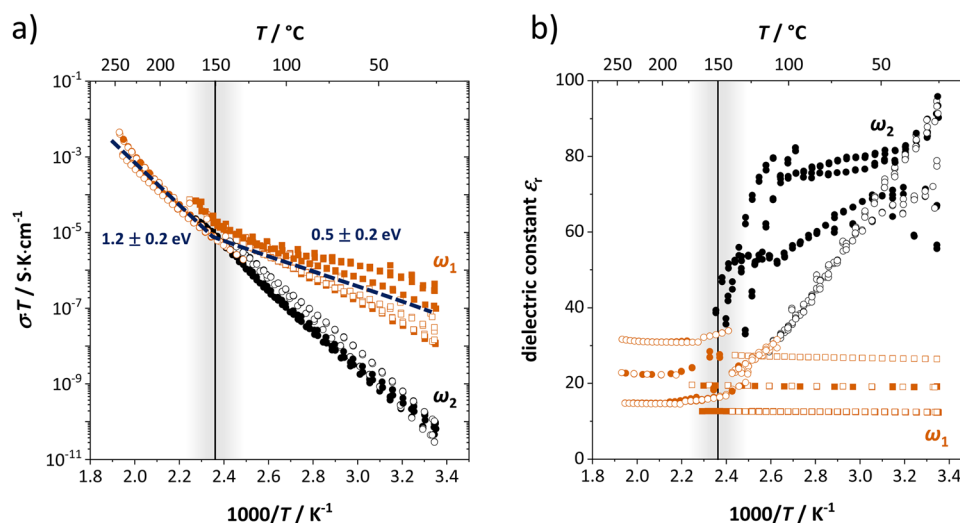 a)
T / °C
250 200 150 100 50
10⁻¹
10⁻³
10⁻⁵
10⁻⁷
10⁻⁹
10⁻¹¹
σ·T / S·K·cm⁻¹
1.2 ± 0.2 eV
0.5 ± 0.2 eV
ω₁
ω₂
1.8 2.0 2.2 2.4 2.6 2.8 3.0 3.2 3.4
1000/T / K⁻¹
b)
T / °C
250 200 150 100 50
100
80
60
40
20
0
dielectric constant εᵣ
ω₂
ω₁
1.8 2.0 2.2 2.4 2.6 2.8 3.0 3.2 3.4
1000/T / K⁻¹